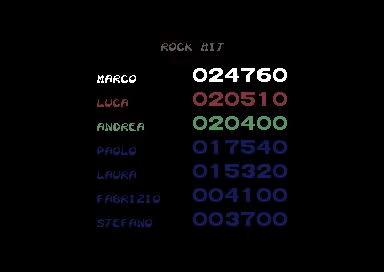 ROCK HIT
MARCO 024760
LUCA 020510
ANDREA 020400
PAOLO 017540
LAURA 015320
FABRIZIO 004100
STEFANO 003700